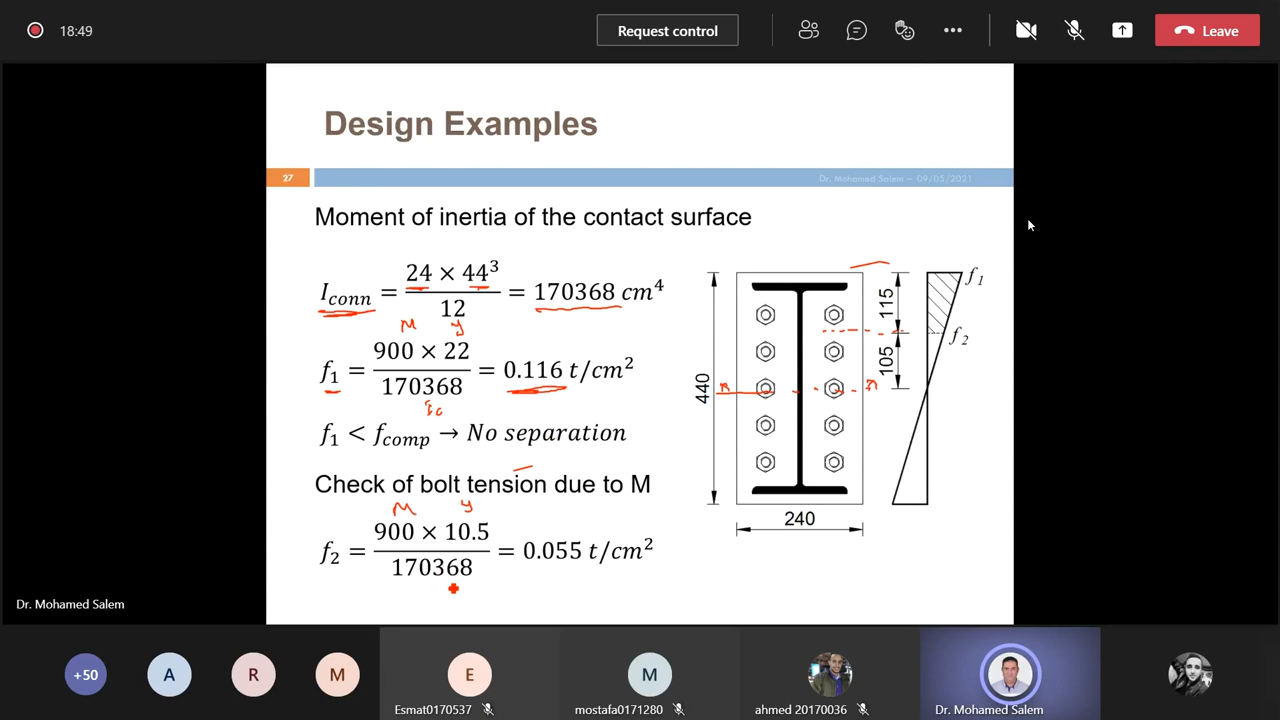 18:49
Request control
Leave
Design Examples
27
Dr. Mohamed Salem – 09/05/2021
Moment of inertia of the contact surface
I_conn = (24 × 44³)/12 = 170368 cm⁴
M y
f₁ = (900 × 22)/170368 = 0.116 t/cm²
f₁ < f_comp → No separation
Check of bolt tension due to M
M y
f₂ = (900 × 10.5)/170368 = 0.055 t/cm²
f₁
115
f₂
105
440
240
Dr. Mohamed Salem
+50
A
R
M
E
M
Esmat0170537
mostafa0171280
ahmed 20170036
Dr. Mohamed Salem